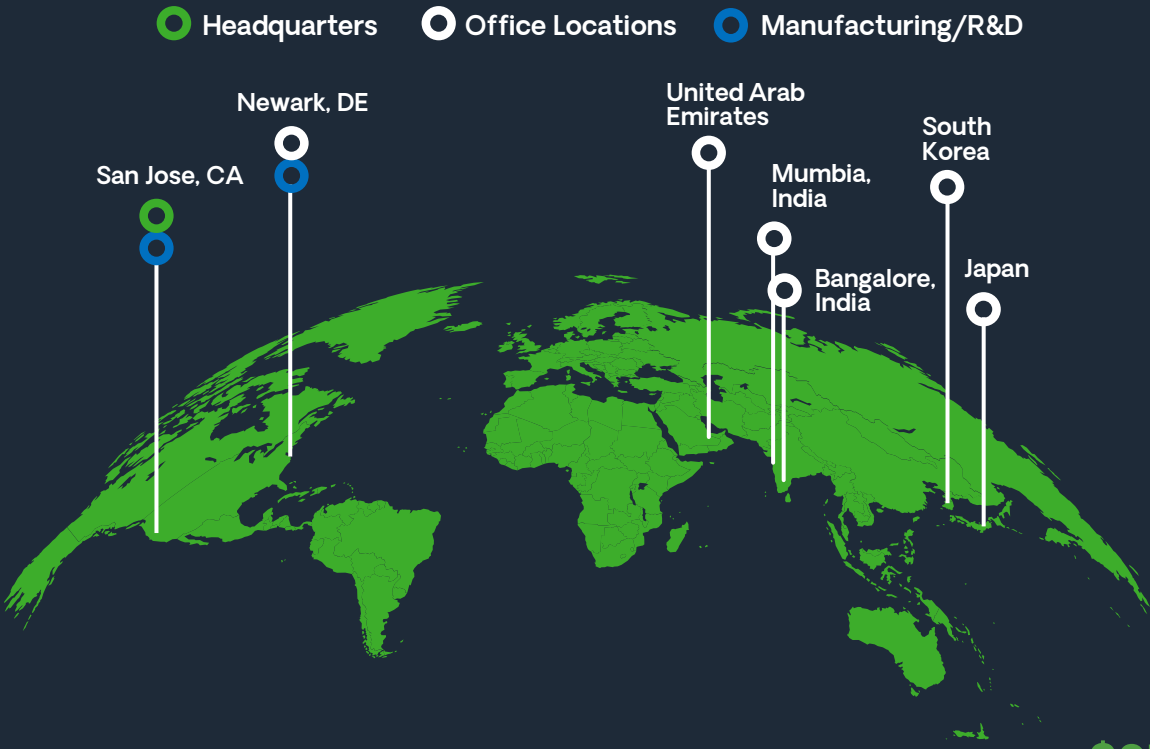 Headquarters
Office Locations
Manufacturing/R&D
Newark, DE
San Jose, CA
United Arab
Emirates
Mumbia,
India
Bangalore,
India
South
Korea
Japan